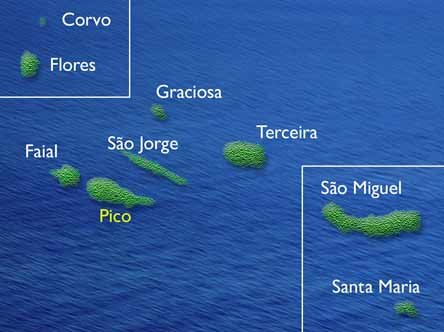 Corvo
Flores
Graciosa
Terceira
São Jorge
Faial
Pico
São Miguel
Santa Maria